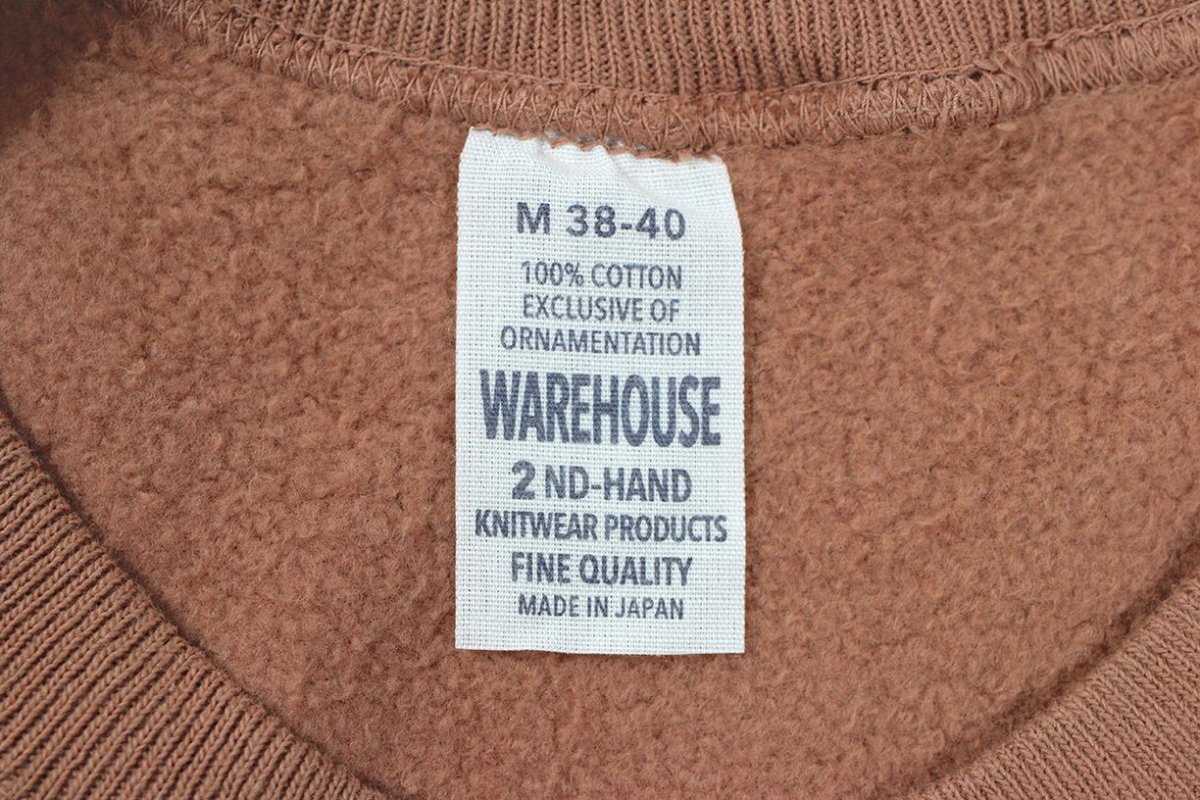 M 38-40
100% COTTON
EXCLUSIVE OF
ORNAMENTATION
WAREHOUSE
2 ND-HAND
KNITWEAR PRODUCTS
FINE QUALITY
MADE IN JAPAN